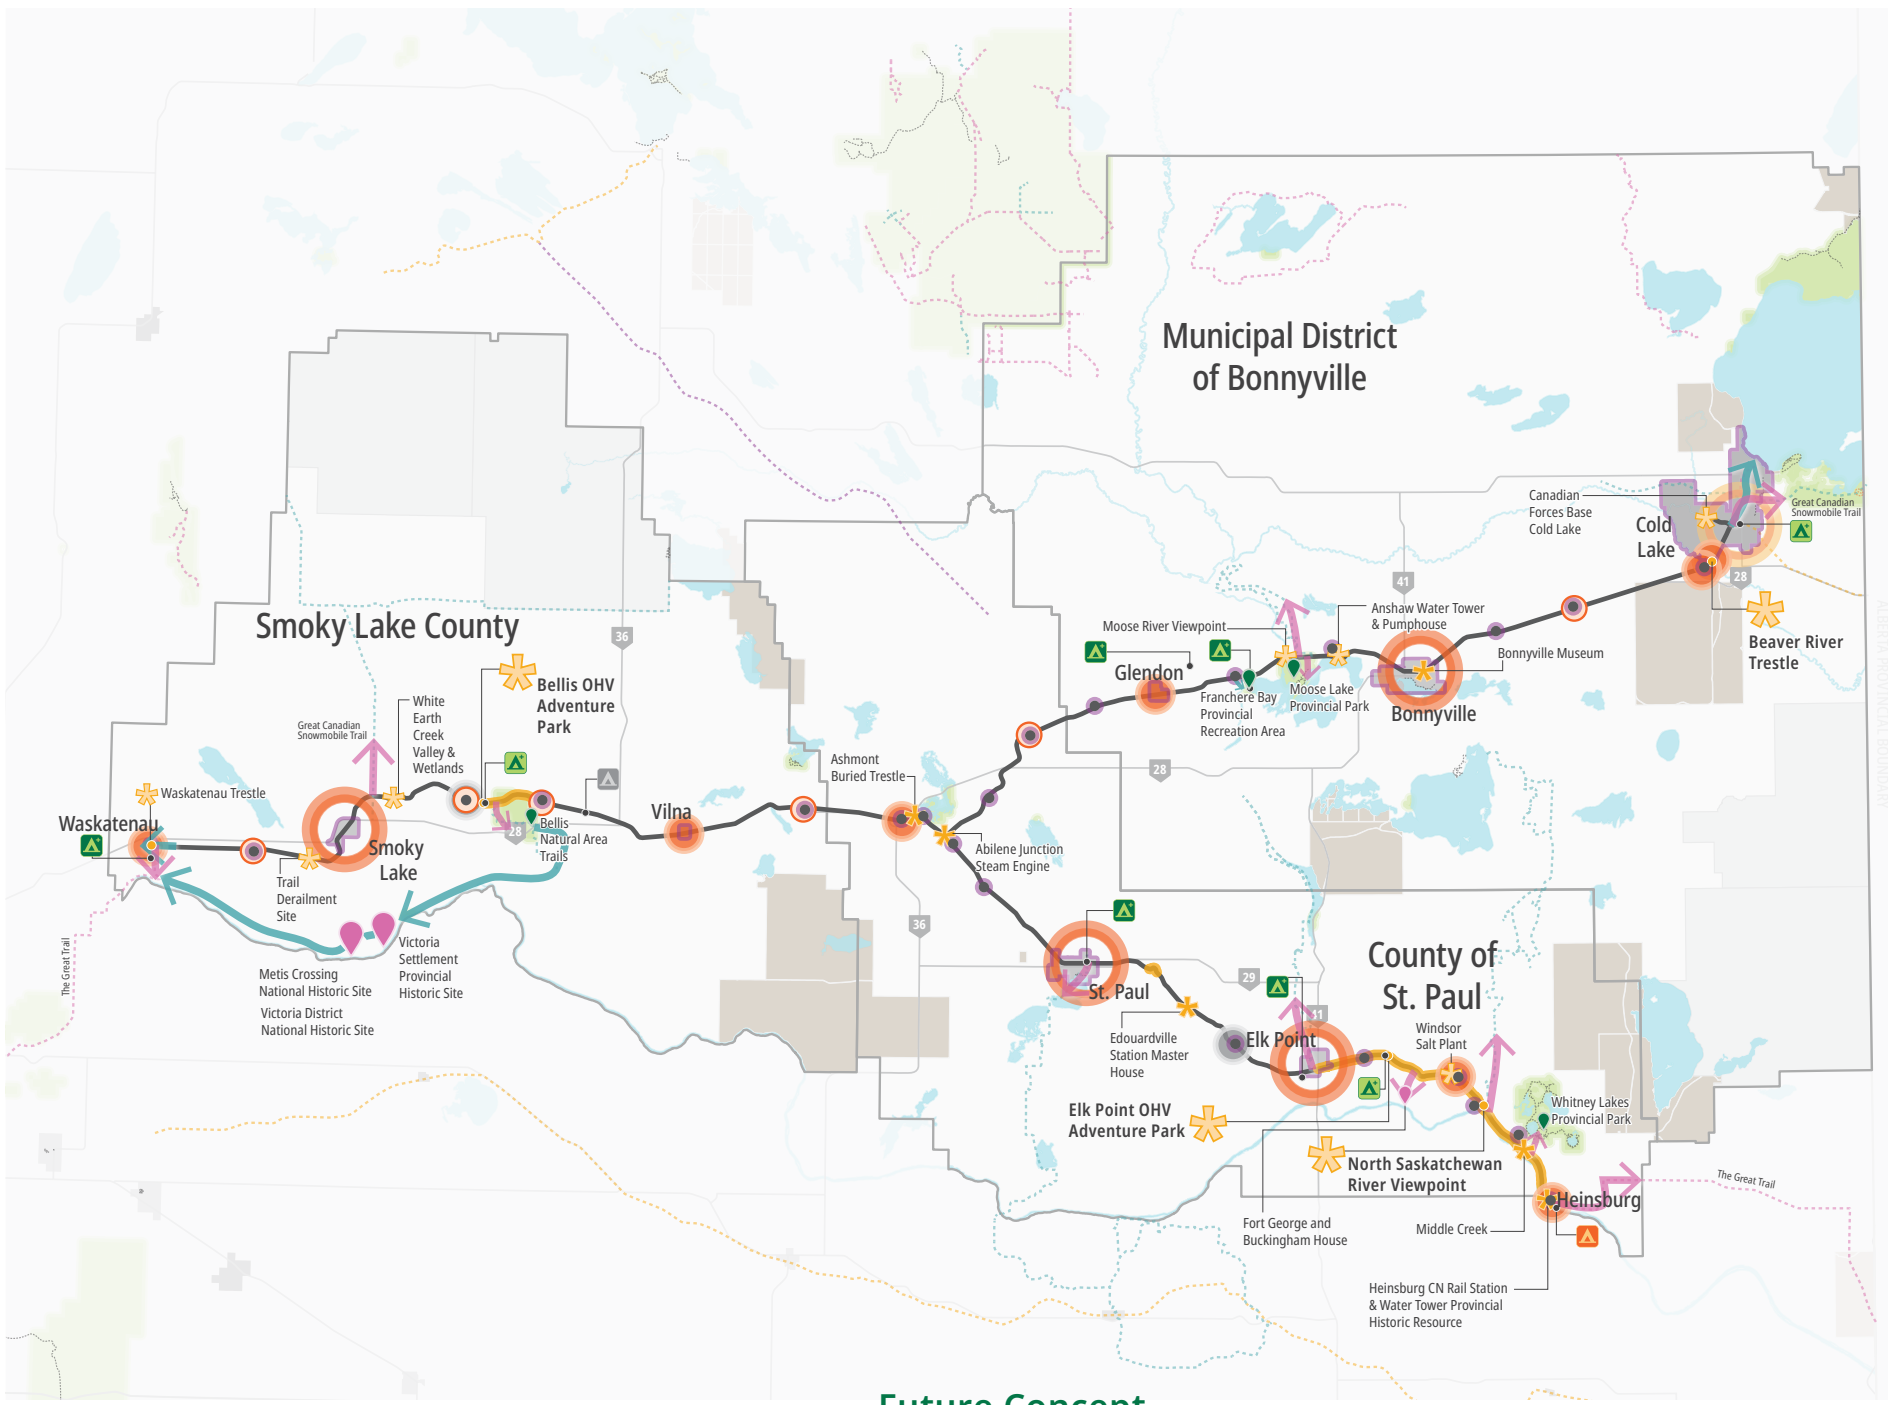 Municipal District
of Bonnyville
Canadian
Forces Base
Cold Lake
Great Canadian
Snowmobile Trail
Cold
Lake
28
41
Smoky Lake County
36
Anshaw Water Tower
& Pumphouse
Moose River Viewpoint
Bonnyville Museum
Beaver River
Trestle
Glendon
Bellis OHV
Adventure
Park
White
Earth
Creek
Valley &
Wetlands
Great Canadian
Snowmobile Trail
Franchere Bay
Provincial
Recreation Area
Moose Lake
Provincial Park
Bonnyville
ALBERTA PROVINCIAL BOUNDARY
Ashmont
Buried Trestle
28
Waskatenau Trestle
Vilna
Waskatenau
28
Bellis
Natural Area
Trails
Smoky
Lake
Abilene Junction
Steam Engine
Trail
Derailment
Site
36
Victoria
Settlement
Provincial
Historic Site
The Great Trail
Metis Crossing
National Historic Site
Victoria District
National Historic Site
County of
St. Paul
29
St. Paul
41
Edouardville
Station Master
House
Elk Point
Windsor
Salt Plant
Elk Point OHV
Adventure Park
Whitney Lakes
Provincial Park
North Saskatchewan
River Viewpoint
The Great Trail
Heinsburg
Fort George and
Buckingham House
Middle Creek
Heinsburg CN Rail Station
& Water Tower Provincial
Historic Resource
Future Concept